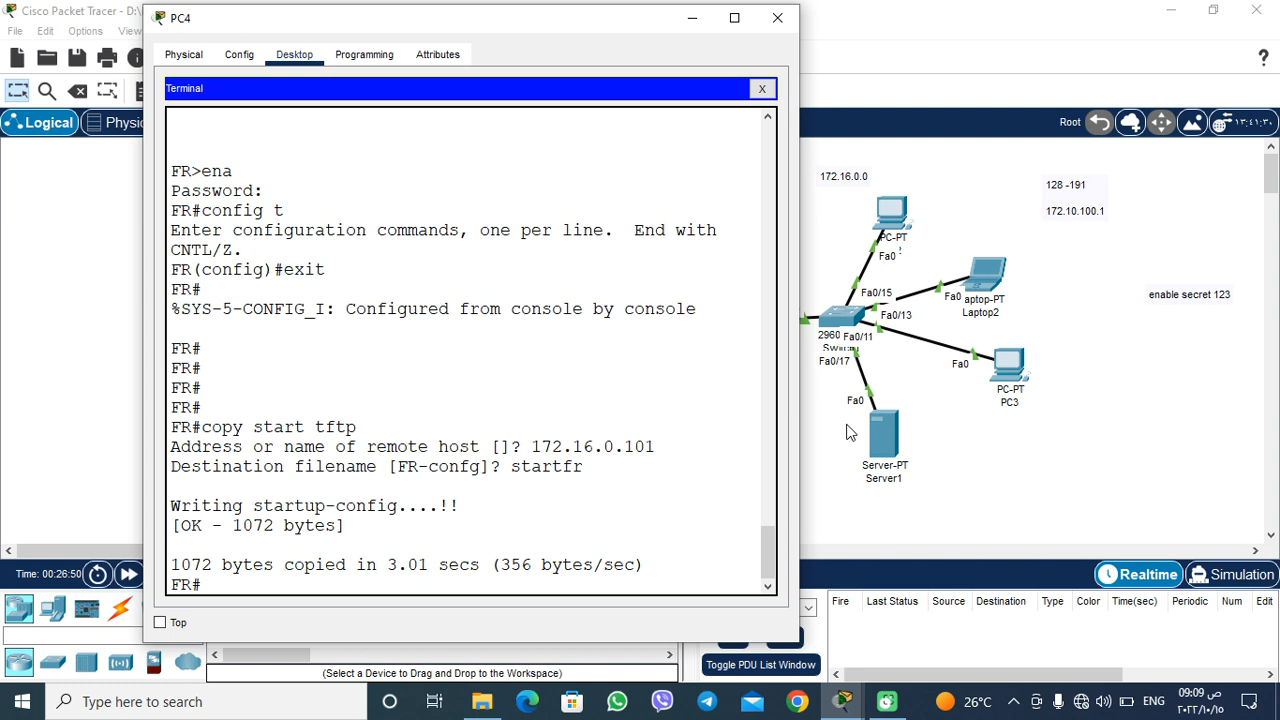 Cisco Packet Tracer - D:\
File Edit Options
PC4
Physical Config Desktop Programming Attributes
Terminal
X
FR>ena
Password:
FR#config t
Enter configuration commands, one per line.  End with
CNTL/Z.
FR(config)#exit
FR#
%SYS-5-CONFIG_I: Configured from console by console
FR#
FR#
FR#
FR#
FR#copy start tftp
Address or name of remote host []? 172.16.0.101
Destination filename [FR-confg]? startfr
Writing startup-config....!!
[OK - 1072 bytes]
1072 bytes copied in 3.01 secs (356 bytes/sec)
FR#
Top
Logical
Root
١٣:٤١:٣٠
172.16.0.0
128 -191
172.10.100.1
enable secret 123
PC-PT
Fa0
Fa0/15
Fa0
Laptop2
Fa0/13
Fa0/11
2960
Fa0/17
Fa0
PC-PT
PC3
Fa0
Server-PT
Server1
Time: 00:26:50
Realtime Simulation
Fire Last Status Source Destination Type Color Time(sec) Periodic Num Edit
Toggle PDU List Window
(Select a Device to Drag and Drop to the Workspace)
Type here to search
26°C
ENG
09:09 ص
٢٠٢٢/١٠/١٥